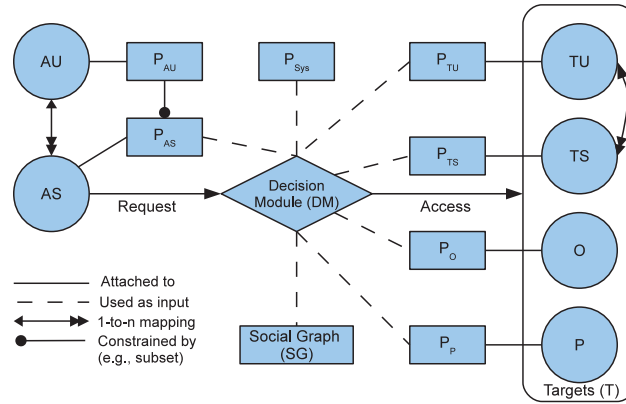 AU
P_AU
P_Sys
P_TU
TU
P_AS
P_TS
TS
AS
Request
Decision
Module (DM)
Access
P_O
O
Attached to
Used as input
1-to-n mapping
Constrained by
(e.g., subset)
Social Graph
(SG)
P_P
P
Targets (T)